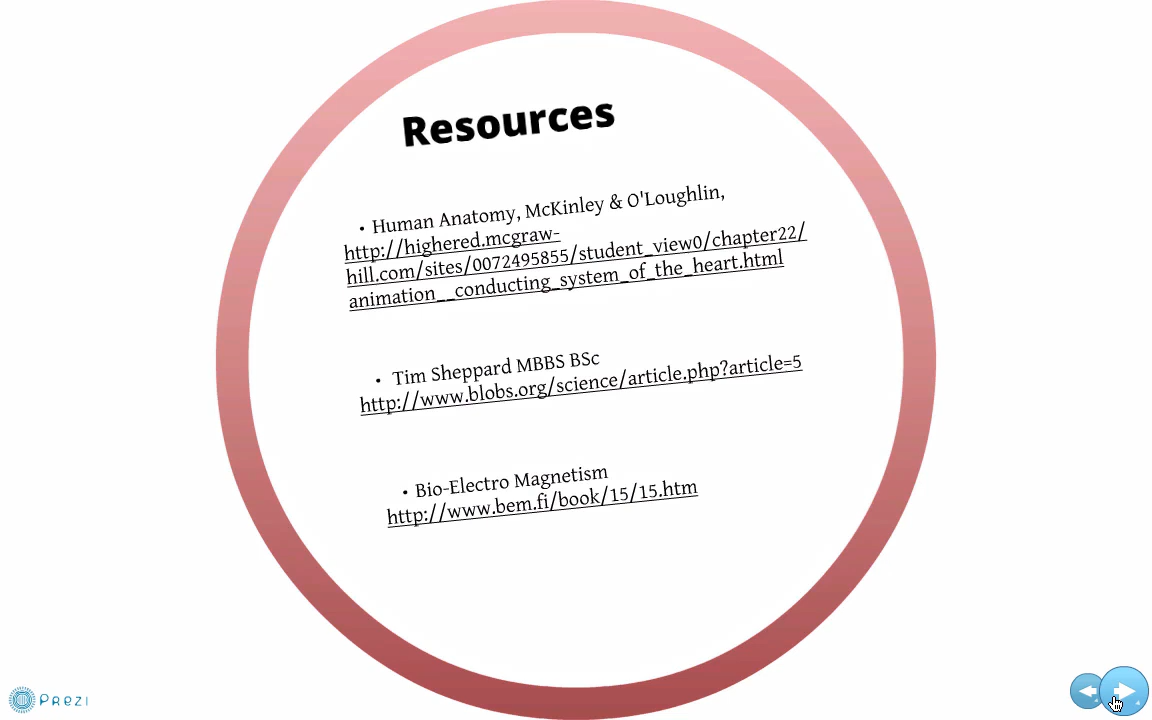 Resources
• Human Anatomy, McKinley & O'Loughlin,
http://highered.mcgraw-
hill.com/sites/0072495855/student_view0/chapter22/
animation__conducting_system_of_the_heart.html
• Tim Sheppard MBBS BSc
http://www.blobs.org/science/article.php?article=5
• Bio-Electro Magnetism
http://www.bem.fi/book/15/15.htm
Prezi